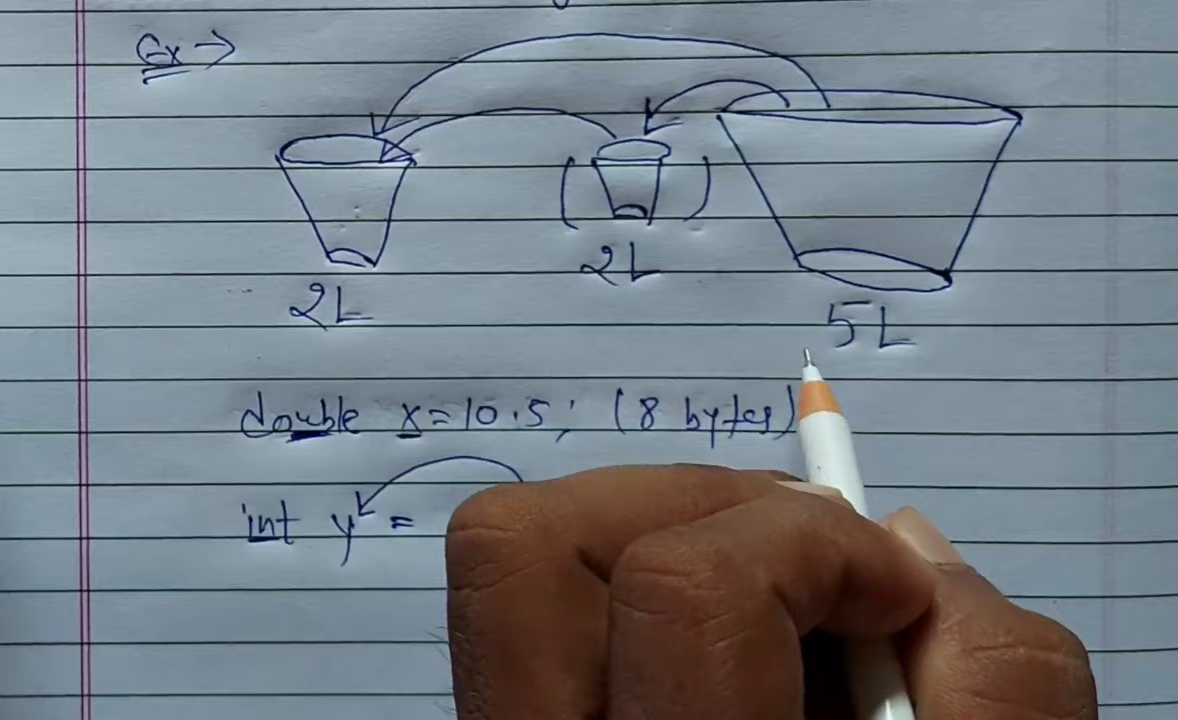 Ex →
2L
2L
5L
double x = 10.5; (8 bytes)
int y =